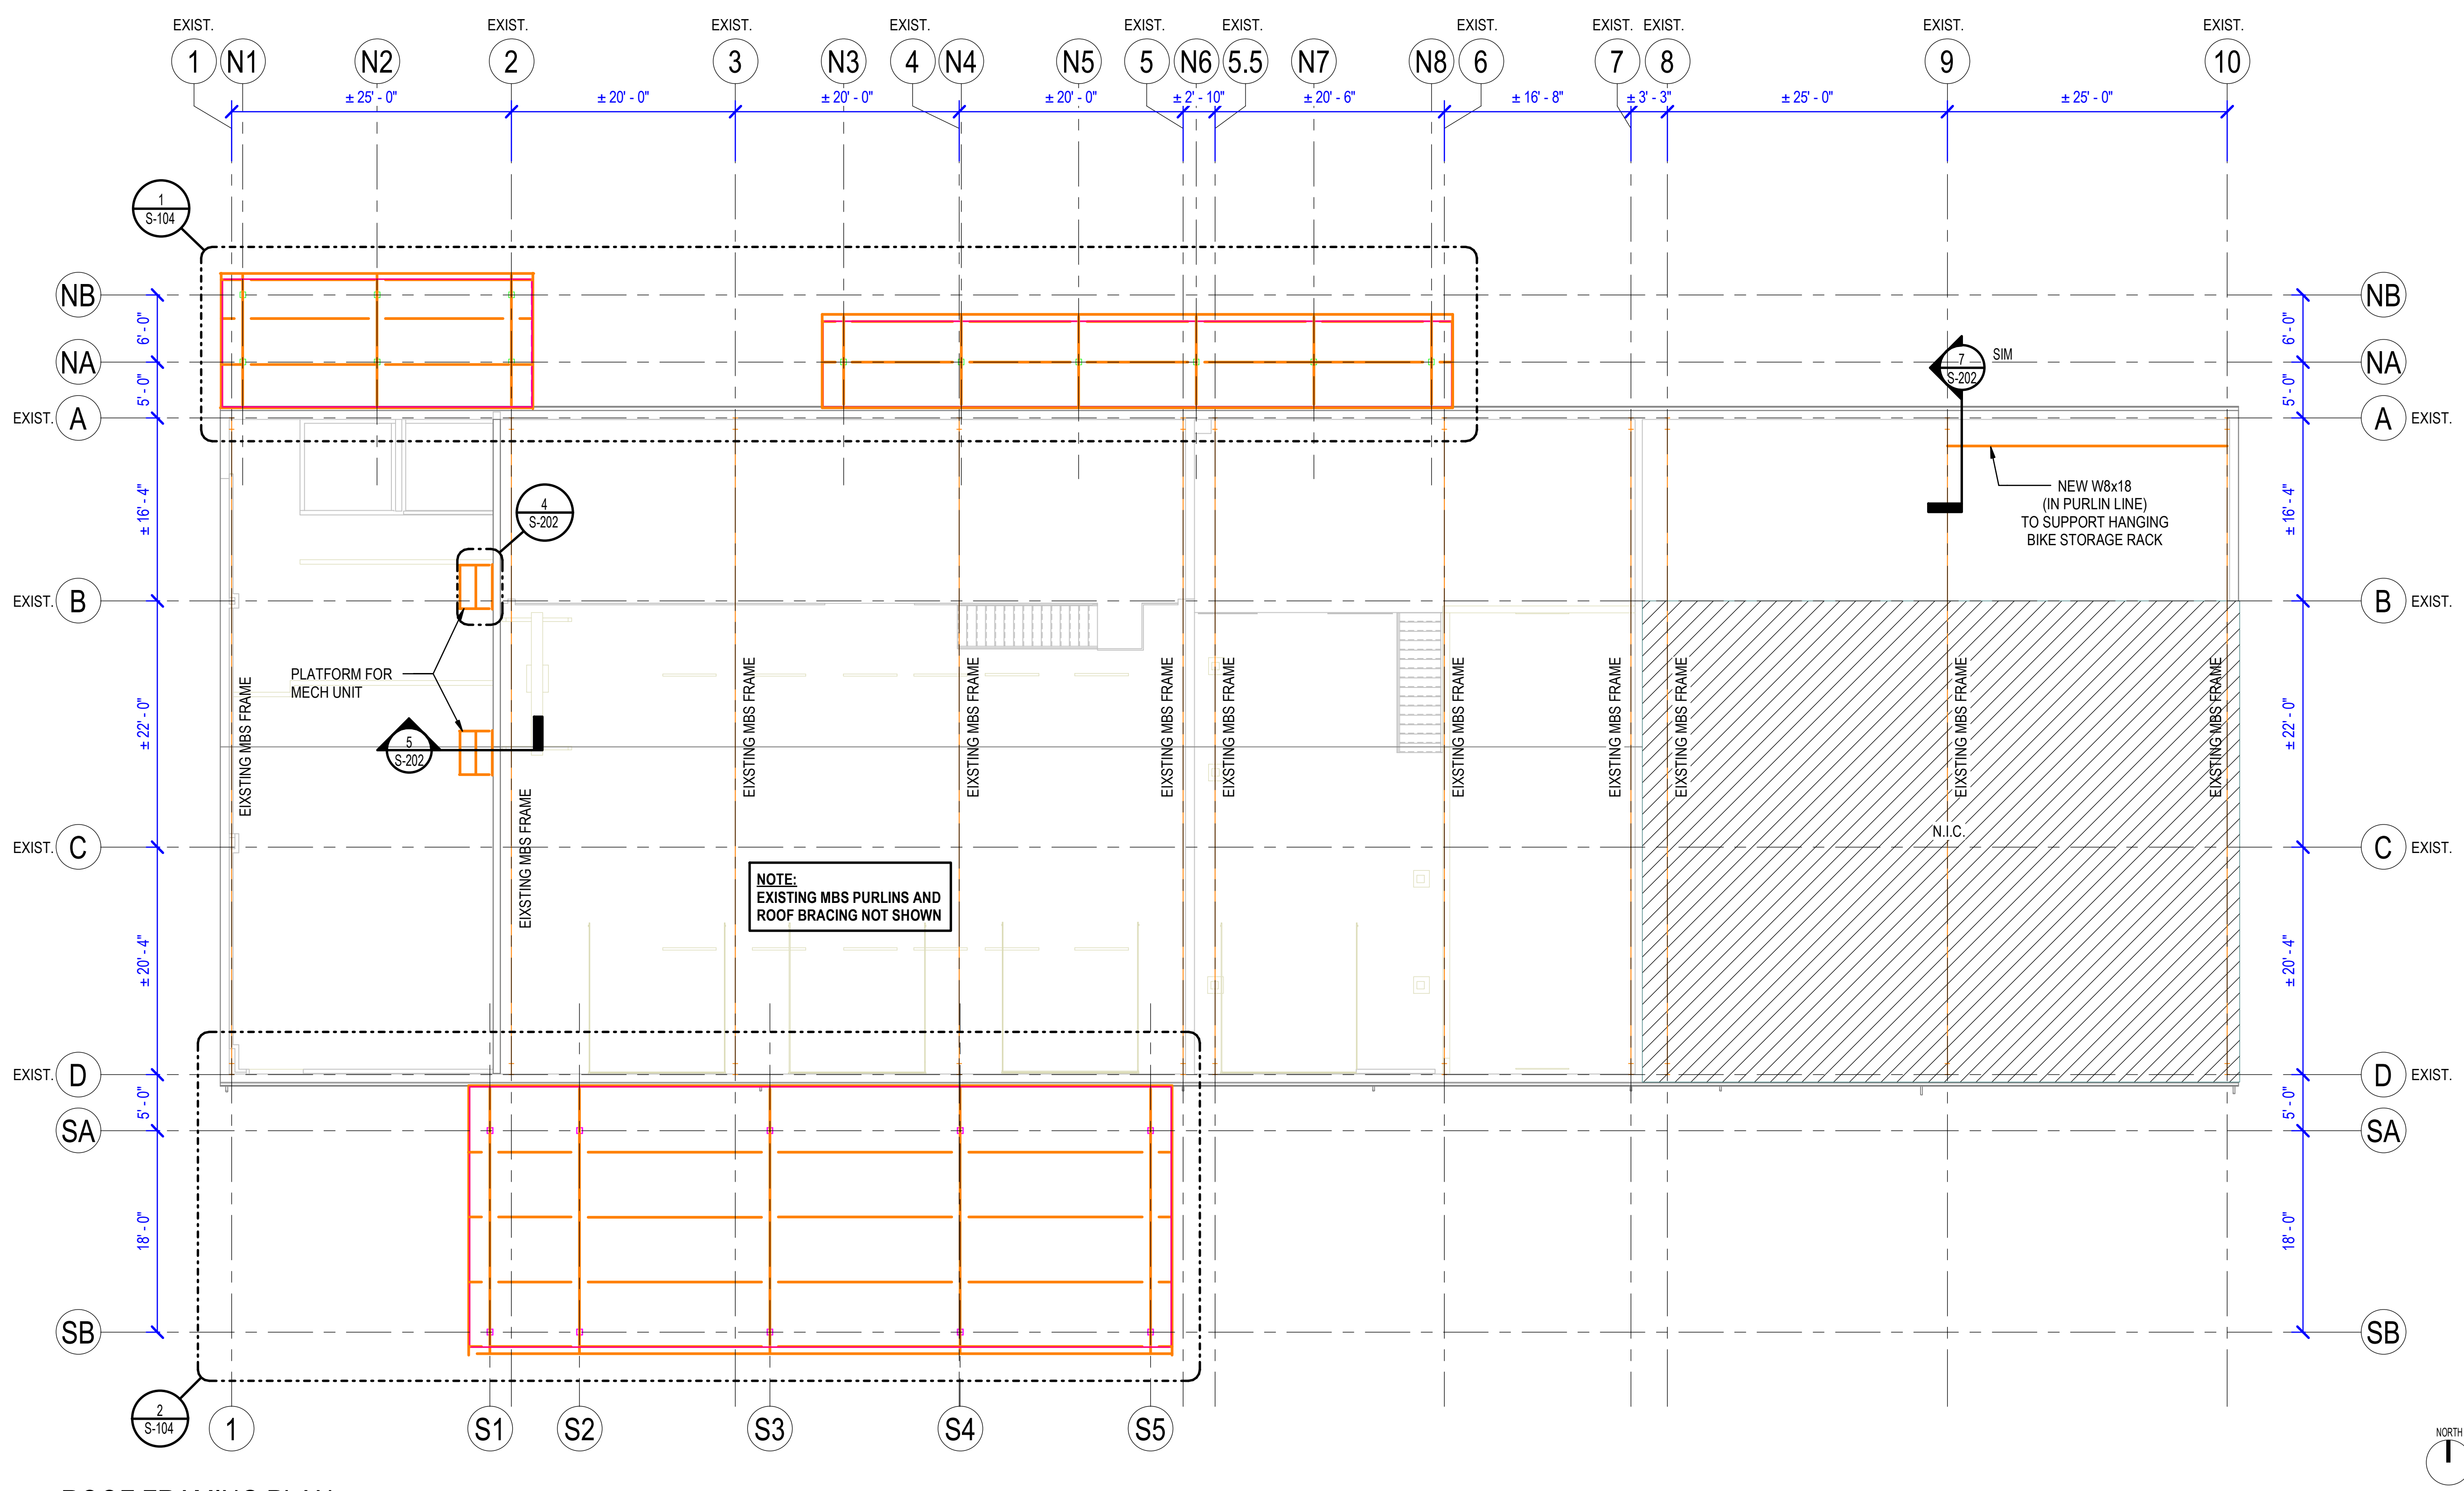 EXIST. EXIST. EXIST. EXIST. EXIST. EXIST. EXIST. EXIST. EXIST. EXIST. EXIST.
1 N1 N2 2 3 N3 4 N4 N5 5 N6 5.5 N7 N8 6 7 8 9 10
± 25' - 0" ± 20' - 0" ± 20' - 0" ± 20' - 0" ± 2' - 10" ± 20' - 6" ± 16' - 8" ± 3' - 3" ± 25' - 0" ± 25' - 0"
1
S-104
NB NB
6' - 0" 6' - 0"
NA NA
7
S-202
SIM
5' - 0" 5' - 0"
EXIST. A A EXIST.
± 16' - 4" ± 16' - 4"
4
S-202
NEW W8x18
(IN PURLIN LINE)
TO SUPPORT HANGING
BIKE STORAGE RACK
EXIST. B B EXIST.
PLATFORM FOR
MECH UNIT
± 22' - 0" ± 22' - 0"
5
S-202
EIXSTING MBS FRAME
EIXSTING MBS FRAME
EIXSTING MBS FRAME
EIXSTING MBS FRAME
EIXSTING MBS FRAME
EIXSTING MBS FRAME
EIXSTING MBS FRAME
EIXSTING MBS FRAME
EIXSTING MBS FRAME
EIXSTING MBS FRAME
EIXSTING MBS FRAME
N.I.C.
EXIST. C C EXIST.
NOTE:
EXISTING MBS PURLINS AND
ROOF BRACING NOT SHOWN
± 20' - 4" ± 20' - 4"
EXIST. D D EXIST.
5' - 0" 5' - 0"
SA SA
18' - 0" 18' - 0"
SB SB
2
S-104
1 S1 S2 S3 S4 S5
NORTH
ROOF FRAMING PLAN